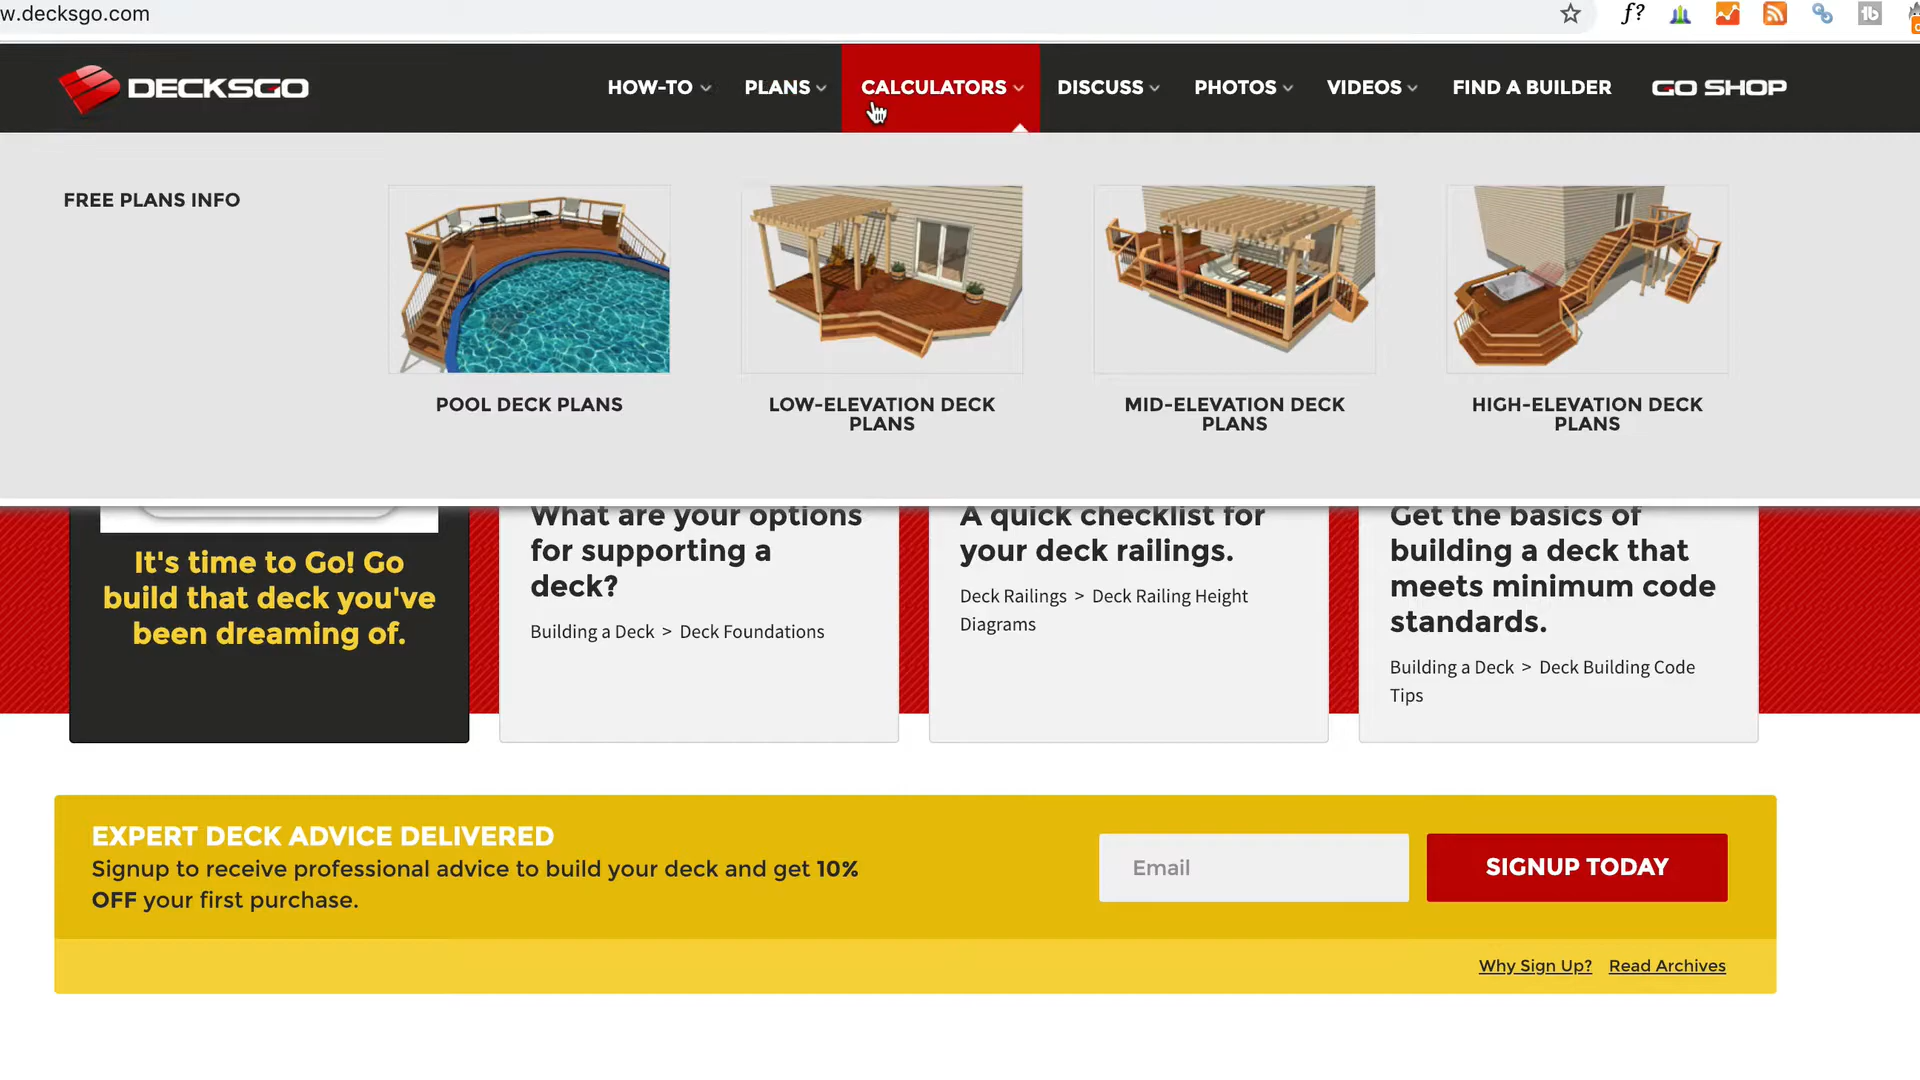 w.decksgo.com
f?
DECKSGO
HOW-TO
PLANS
CALCULATORS
DISCUSS
PHOTOS
VIDEOS
FIND A BUILDER
GO SHOP
FREE PLANS INFO
POOL DECK PLANS
LOW-ELEVATION DECK
PLANS
MID-ELEVATION DECK
PLANS
HIGH-ELEVATION DECK
PLANS
It's time to Go! Go
build that deck you've
been dreaming of.
What are your options
for supporting a
deck?
Building a Deck > Deck Foundations
A quick checklist for
your deck railings.
Deck Railings > Deck Railing Height
Diagrams
Get the basics of
building a deck that
meets minimum code
standards.
Building a Deck > Deck Building Code
Tips
EXPERT DECK ADVICE DELIVERED
Signup to receive professional advice to build your deck and get 10%
OFF your first purchase.
Email
SIGNUP TODAY
Why Sign Up?
Read Archives